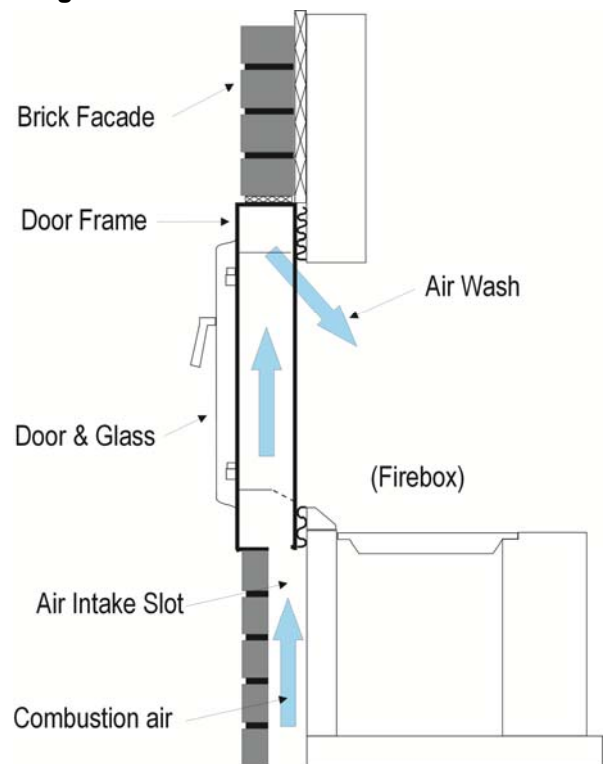 Brick Facade
Door Frame
Air Wash
Door & Glass
(Firebox)
Air Intake Slot
Combustion air